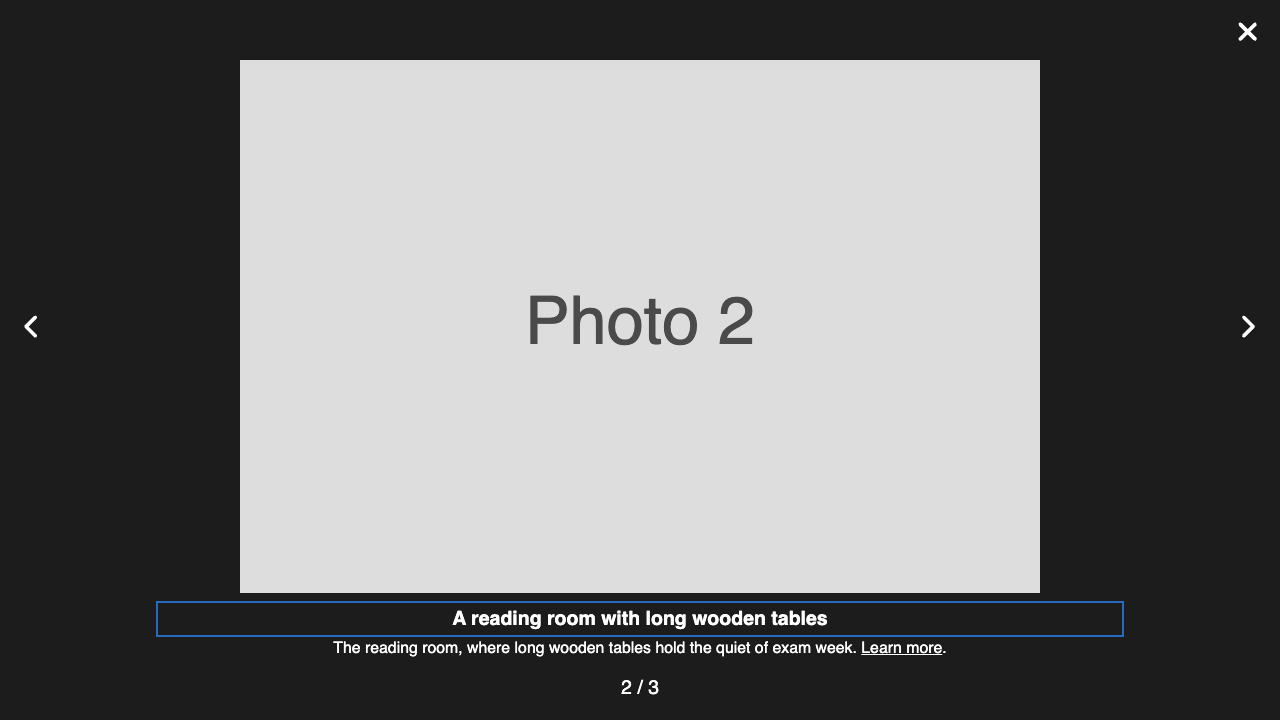 Photo 2
A reading room with long wooden tables
The reading room, where long wooden tables hold the quiet of exam week. Learn more.
2 / 3